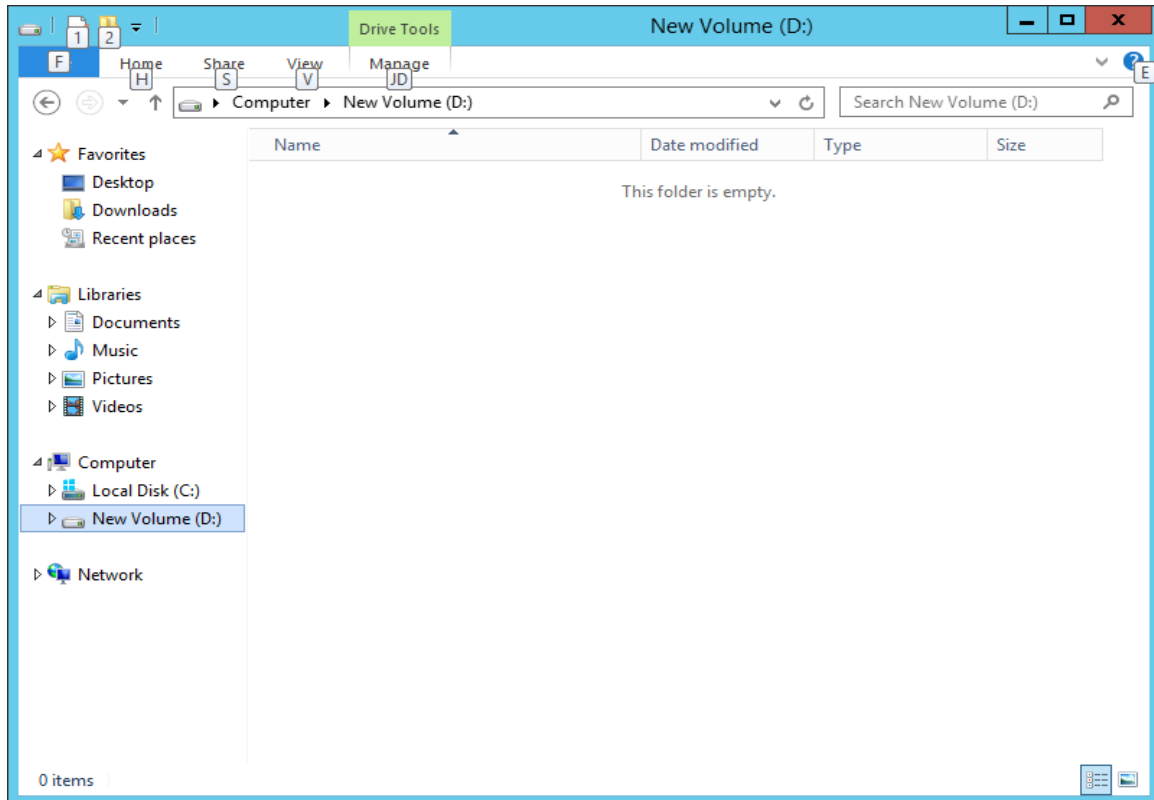 New Volume (D:)
Drive Tools
1 2
F Home Share View Manage
H S V JD E
Computer New Volume (D:) Search New Volume (D:)
Name Date modified Type Size
This folder is empty.
Favorites
Desktop
Downloads
Recent places
Libraries
Documents
Music
Pictures
Videos
Computer
Local Disk (C:)
New Volume (D:)
Network
0 items